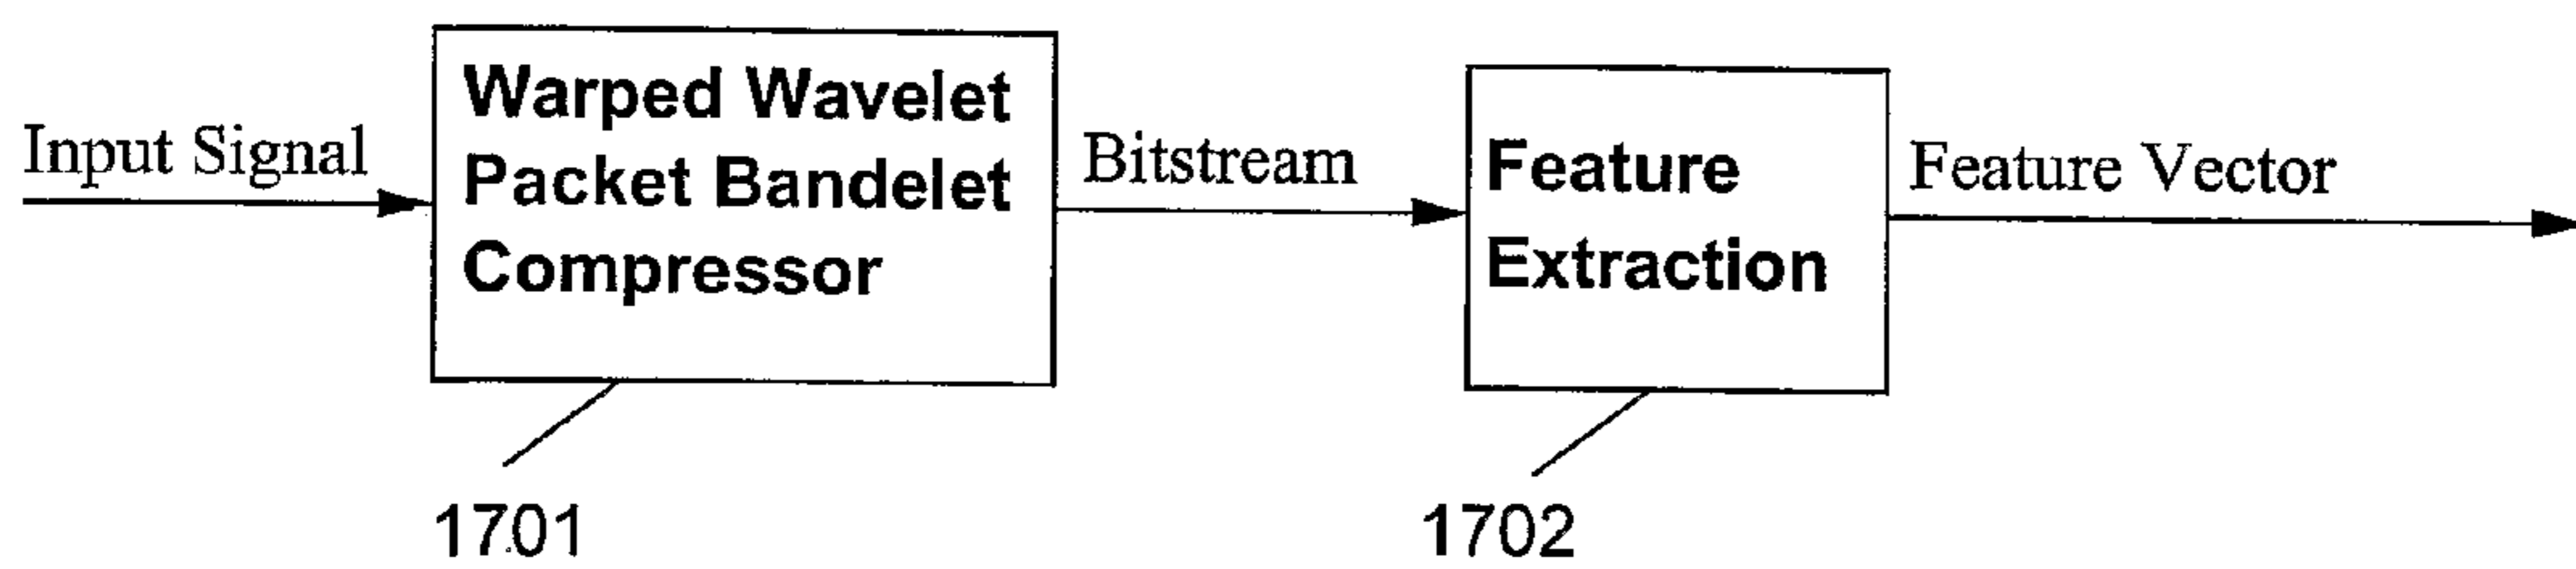 Input Signal
Warped Wavelet
Packet Bandelet
Compressor
Bitstream
Feature
Extraction
Feature Vector
1701
1702